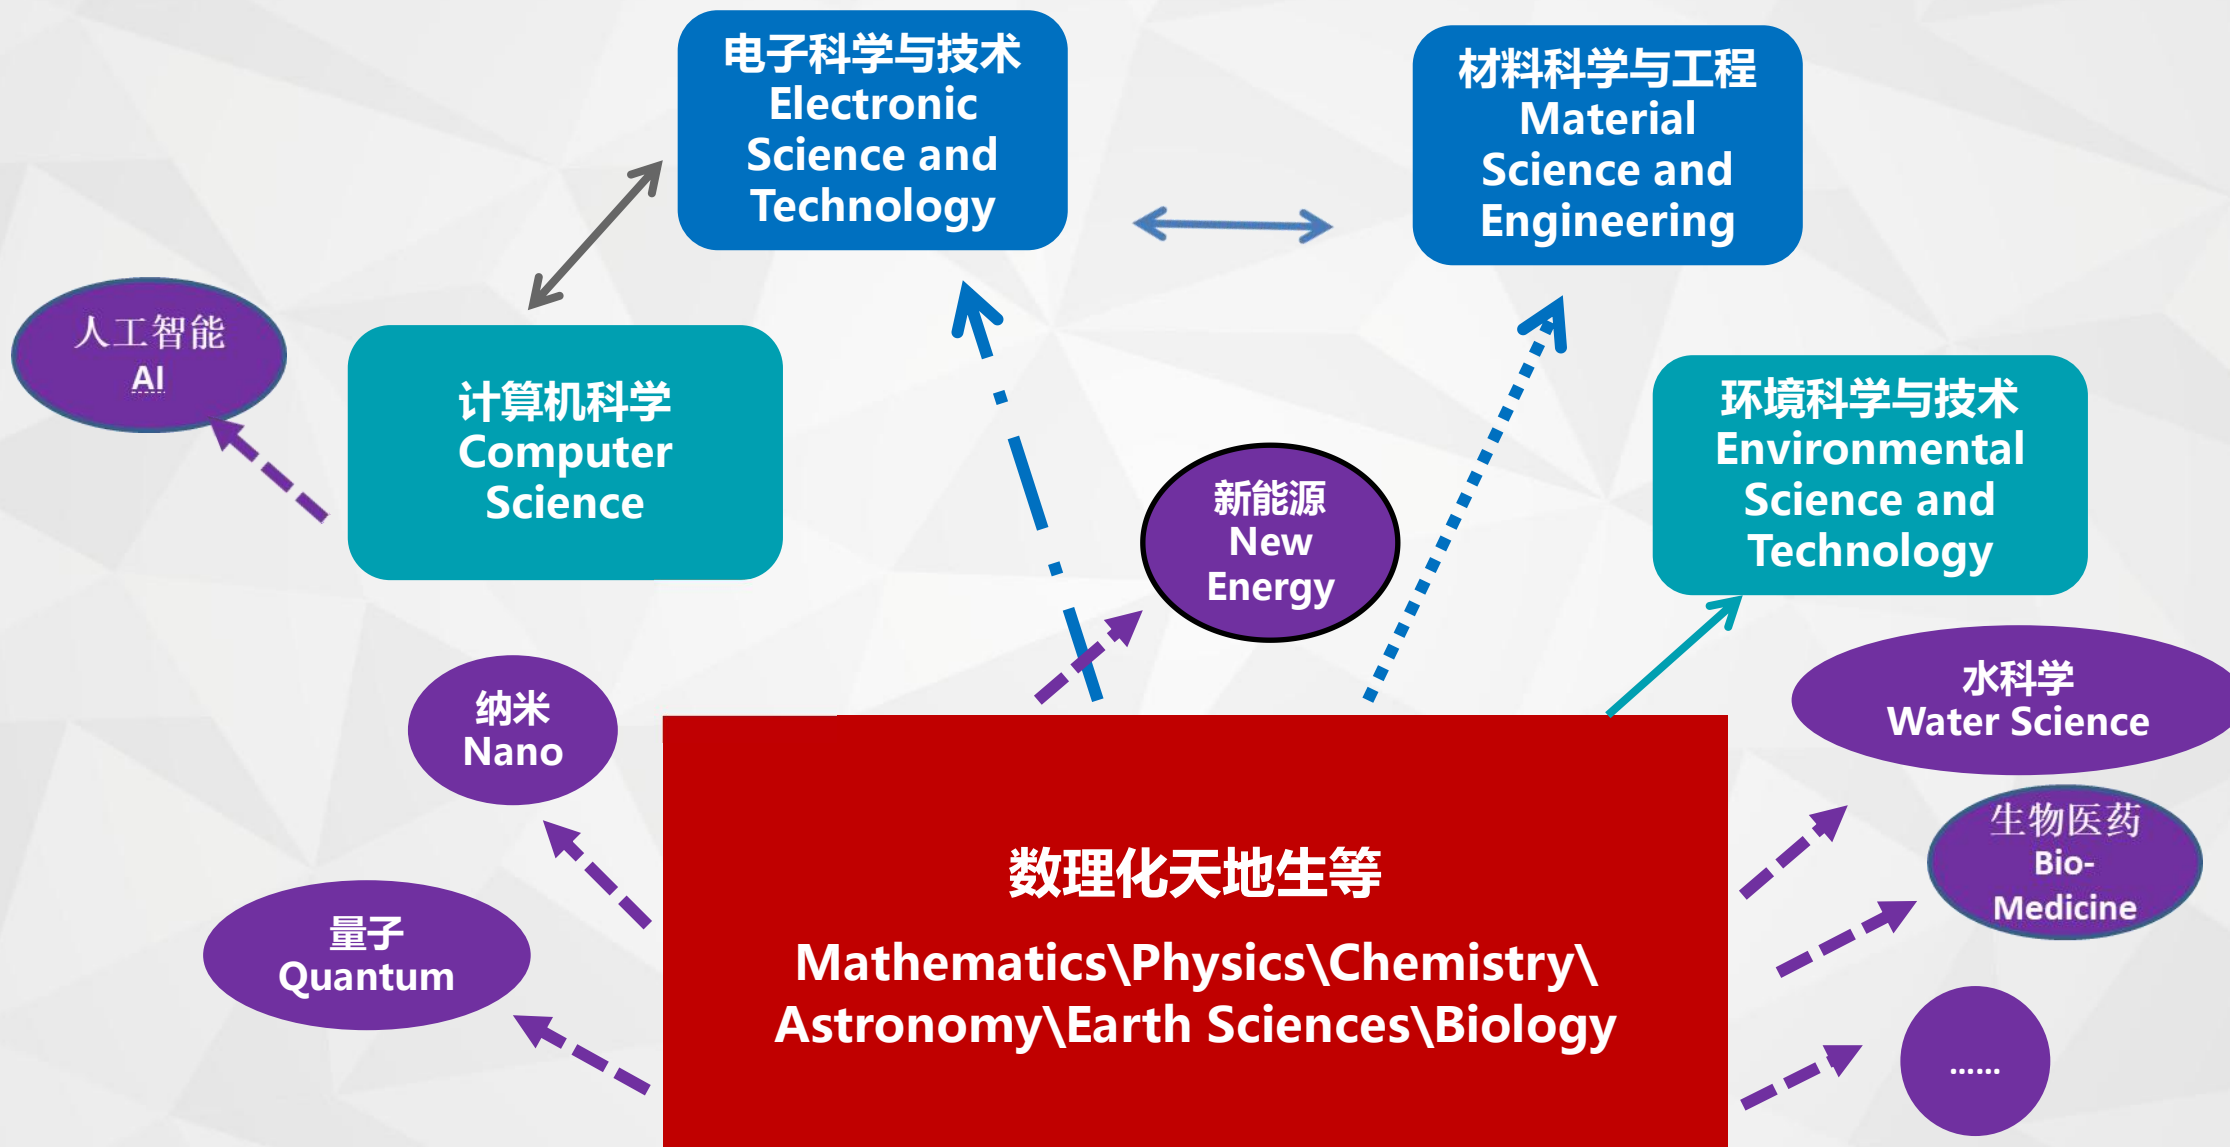 电子科学与技术
Electronic
Science and
Technology
材料科学与工程
Material
Science and
Engineering
人工智能
AI
计算机科学
Computer
Science
新能源
New
Energy
环境科学与技术
Environmental
Science and
Technology
纳米
Nano
水科学
Water Science
量子
Quantum
数理化天地生等
Mathematics\Physics\Chemistry\
Astronomy\Earth Sciences\Biology
生物医药
Bio-
Medicine
......